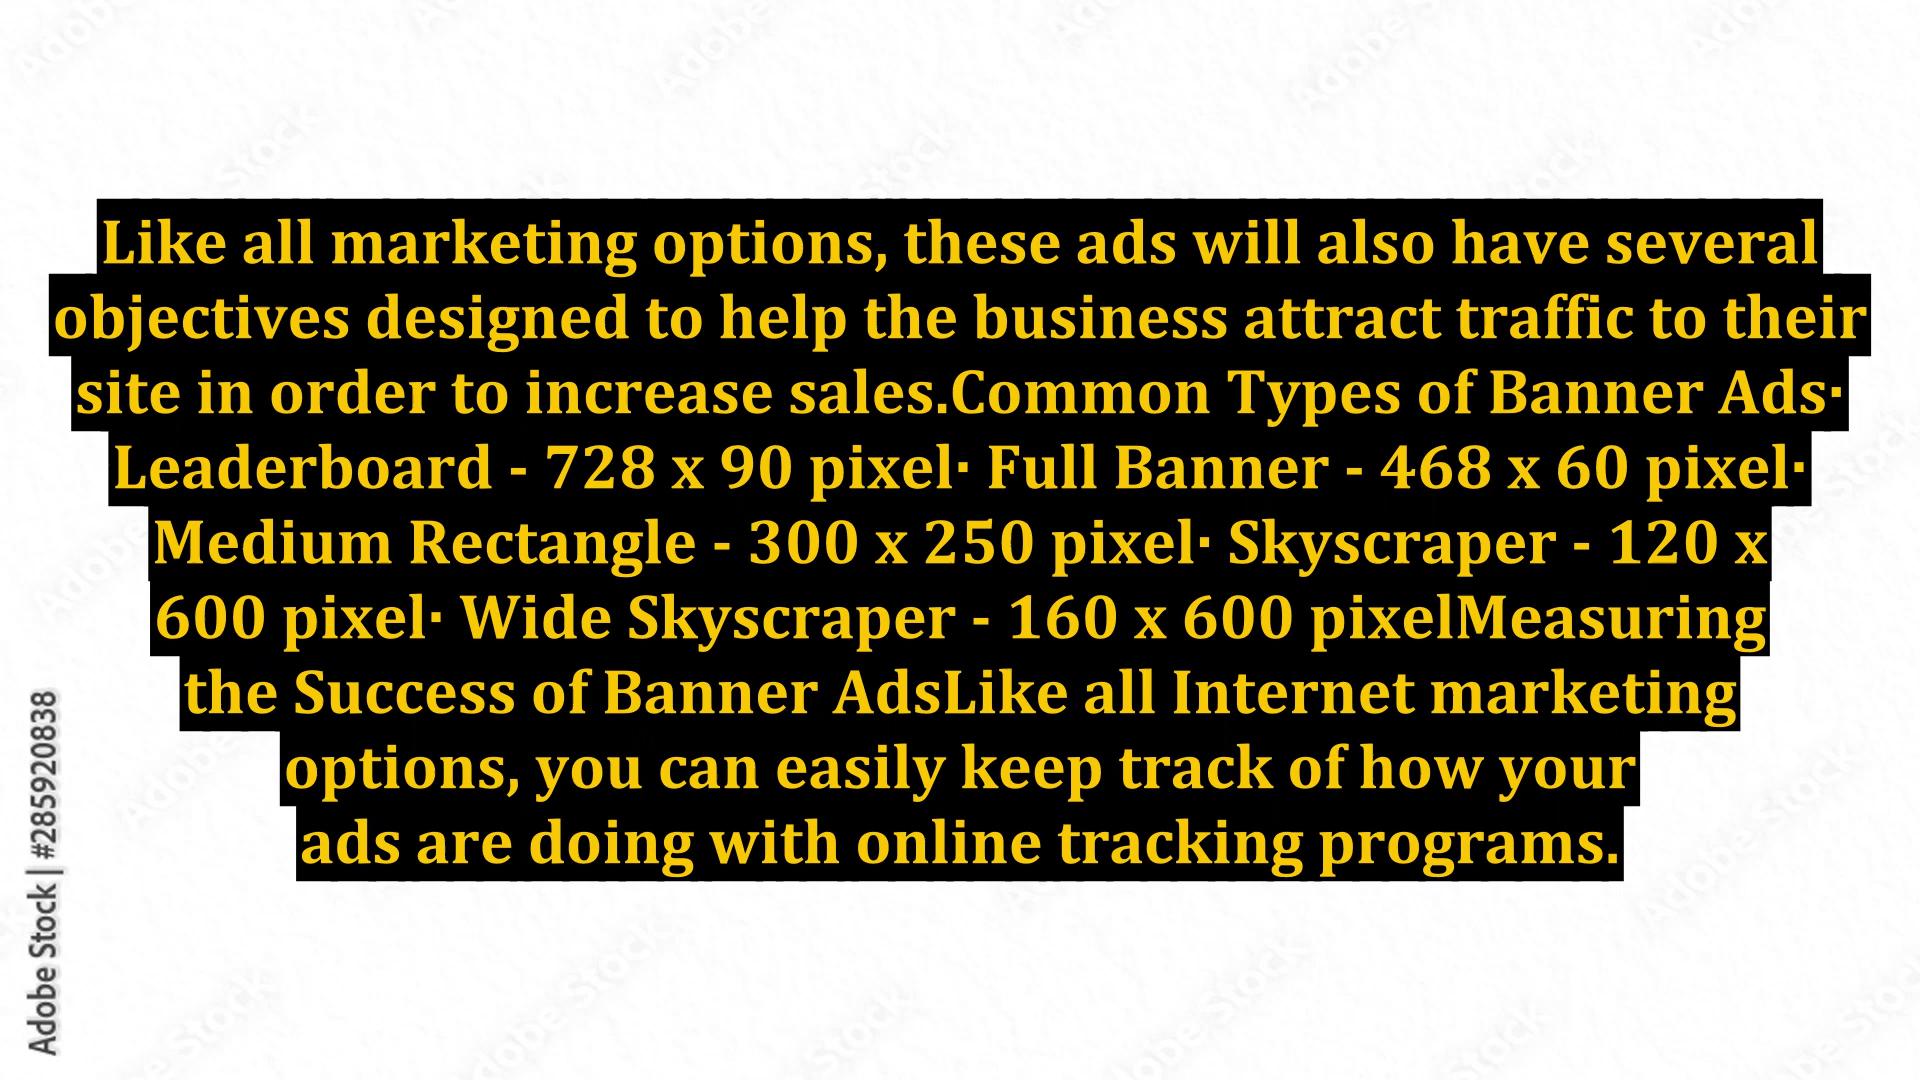 Like all marketing options, these ads will also have several
objectives designed to help the business attract traffic to their
site in order to increase sales.Common Types of Banner Ads·
Leaderboard - 728 x 90 pixel· Full Banner - 468 x 60 pixel·
Medium Rectangle - 300 x 250 pixel· Skyscraper - 120 x
600 pixel· Wide Skyscraper - 160 x 600 pixelMeasuring
the Success of Banner AdsLike all Internet marketing
options, you can easily keep track of how your
ads are doing with online tracking programs.
Adobe Stock | #285920838